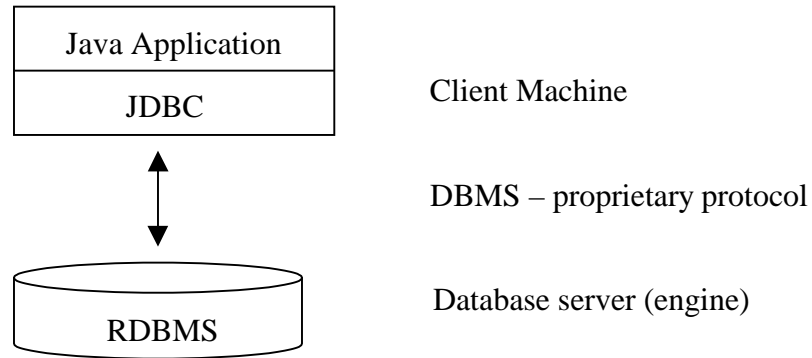 Java Application
JDBC
Client Machine
DBMS – proprietary protocol
Database server (engine)
RDBMS